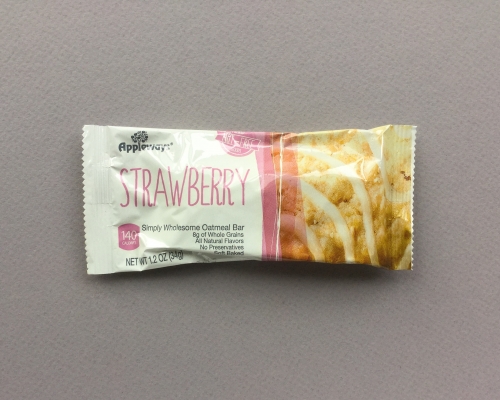 Appleways
STRAWBERRY
140
Simply Wholesome Oatmeal Bar
8g of Whole Grains
All Natural Flavors
No Preservatives
Soft Baked
NET WT 1.2 OZ (34g)